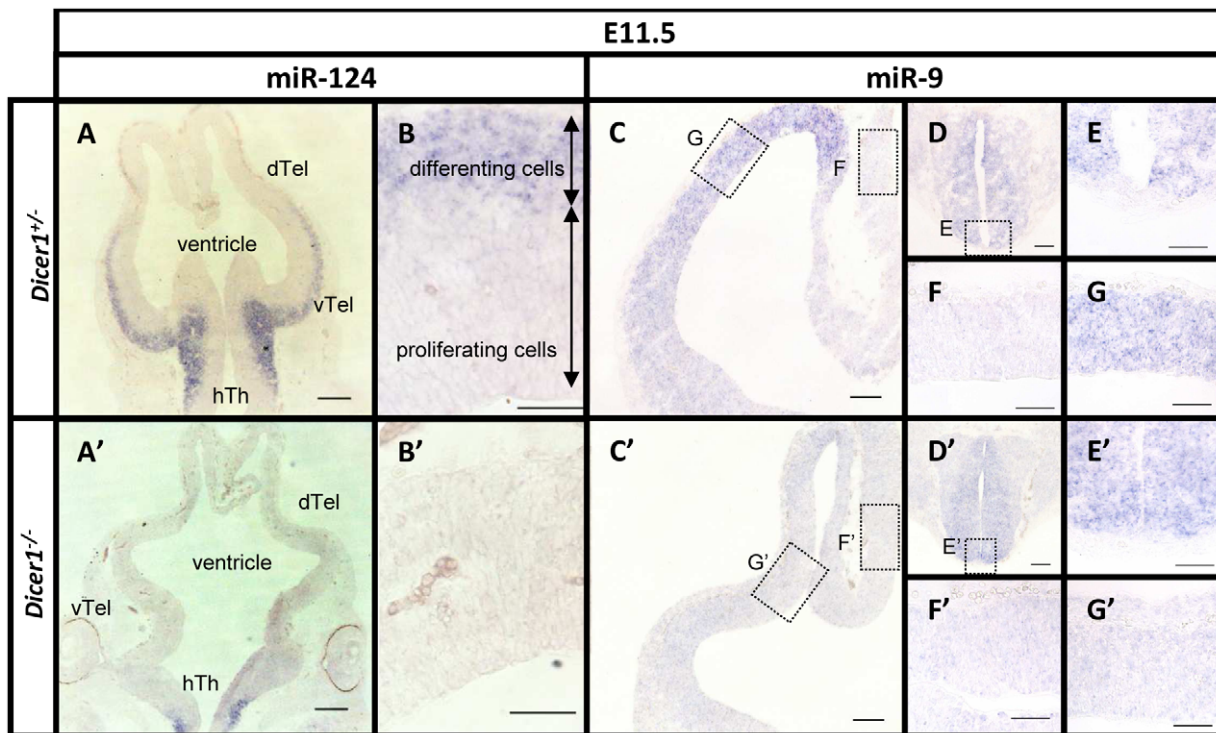 E11.5
miR-124
miR-9
Dicer1+/-
A
dTel
ventricle
vTel
hTh
B
differenting cells
proliferating cells
C
G
F
D
E
E
F
G
Dicer1-/-
A’
dTel
ventricle
vTel
hTh
B’
C’
G’
F’
D’
E’
E’
F’
G’